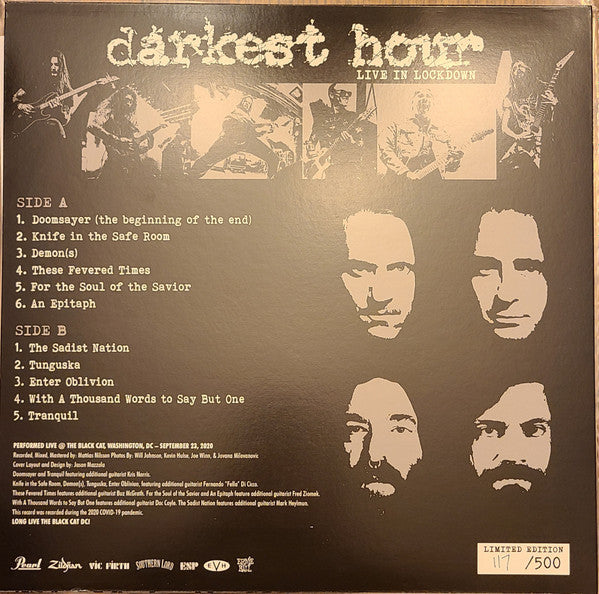 darkest hour
LIVE IN LOCKDOWN
SIDE A
1. Doomsayer (the beginning of the end)
2. Knife in the Safe Room
3. Demon(s)
4. These Fevered Times
5. For the Soul of the Savior
6. An Epitaph
SIDE B
1. The Sadist Nation
2. Tunguska
3. Enter Oblivion
4. With A Thousand Words to Say But One
5. Tranquil
PERFORMED LIVE @ THE BLACK CAT, WASHINGTON, DC – SEPTEMBER 23, 2020
Recorded, Mixed, Mastered by: Mattias Nilsson Photos By: Will Johnson, Kevin Hulse, Joe Winn, & Jovana Milovanovic
Cover Layout and Design by: Jason Mazzola
Doomsayer and Tranquil featuring additional guitarist Kris Norris.
Knife in the Safe Room, Demon(s), Tunguska, Enter Oblivion, featuring additional guitarist Fernando "Fella" Di Cicco.
These Fevered Times features additional guitarist Buz McGrath. For the Soul of the Savior and An Epitaph feature additional guitarist Fred Ziomek.
With A Thousand Words to Say But One features additional guitarist Doc Coyle. The Sadist Nation features additional guitarist Mark Heylmun.
This record was recorded during the 2020 COVID-19 pandemic.
LONG LIVE THE BLACK CAT DC!
Pearl Zildjian VIC FIRTH SOUTHERN LORD ESP EVH ERNIE BALL
LIMITED EDITION
117 /500